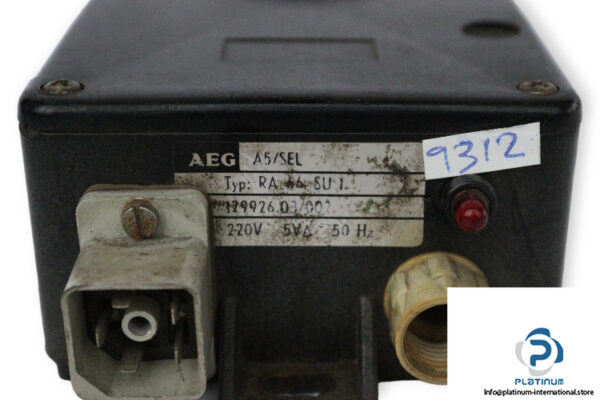 AEG A5/SEL
9312
Typ: RA 66 SU 1.
129926.03/002
220V 5VA 50 Hz
PLATINUM
info@platinum-international.store